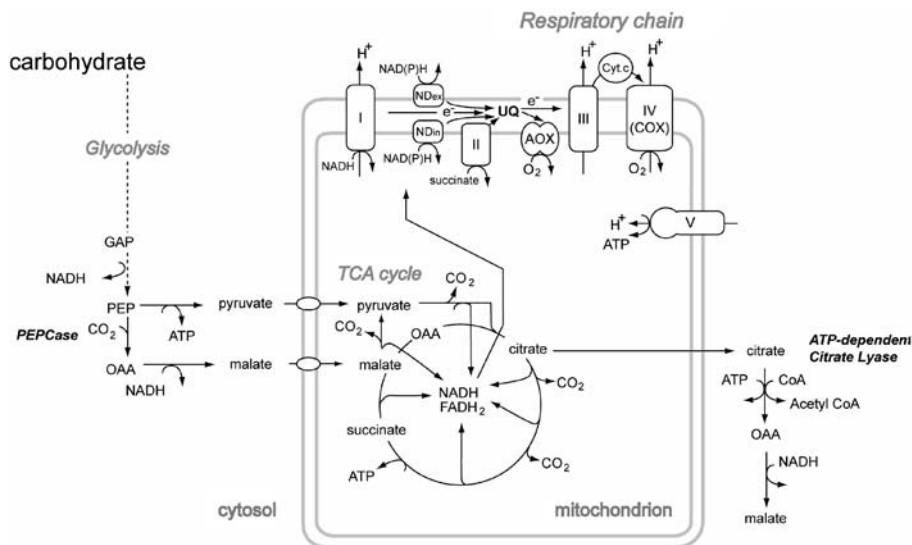 Respiratory chain
carbohydrate
H+
H+
Cyt.c
H+
NAD(P)H
NDex
e-
UQ
e-
I
NDin
II
AOX
III
IV
(COX)
Glycolysis
NADH
NAD(P)H
succinate
O2
O2
H+
V
ATP
GAP
NADH
TCA cycle
CO2
PEP
pyruvate
pyruvate
PEPCase
CO2
ATP
CO2
OAA
citrate
citrate
ATP-dependent
Citrate Lyase
OAA
malate
malate
NADH
NADH
FADH2
CO2
ATP
CoA
Acetyl CoA
succinate
OAA
ATP
CO2
NADH
cytosol
mitochondrion
malate